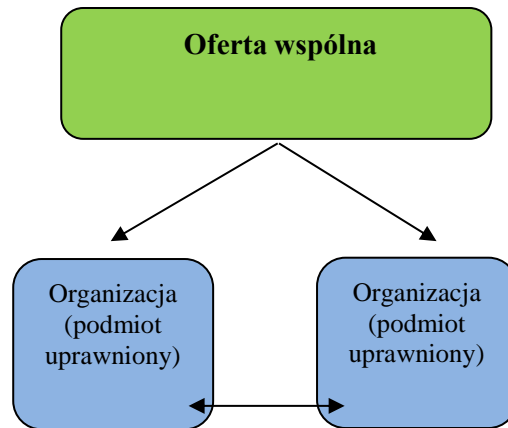 Oferta wspólna
Organizacja
(podmiot
uprawniony)
Organizacja
(podmiot
uprawniony)